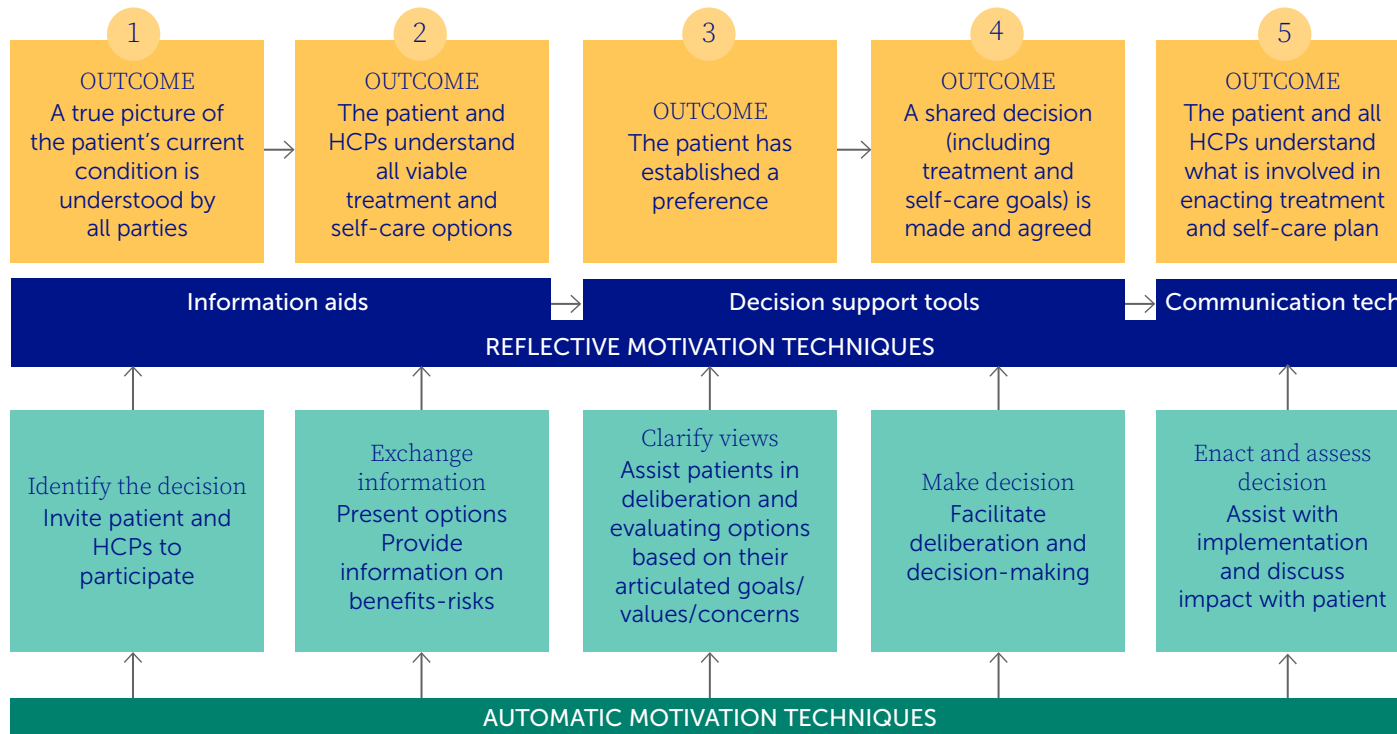 1
OUTCOME
A true picture of
the patient's current
condition is
understood by
all parties
2
OUTCOME
The patient and
HCPs understand
all viable
treatment and
self-care options
3
OUTCOME
The patient has
established a
preference
4
OUTCOME
A shared decision
(including
treatment and
self-care goals) is
made and agreed
5
OUTCOME
The patient and all
HCPs understand
what is involved in
enacting treatment
and self-care plan
Information aids
Decision support tools
Communication tech
REFLECTIVE MOTIVATION TECHNIQUES
Identify the decision
Invite patient and
HCPs to
participate
Exchange
information
Present options
Provide
information on
benefits-risks
Clarify views
Assist patients in
deliberation and
evaluating options
based on their
articulated goals/
values/concerns
Make decision
Facilitate
deliberation and
decision-making
Enact and assess
decision
Assist with
implementation
and discuss
impact with patient
AUTOMATIC MOTIVATION TECHNIQUES